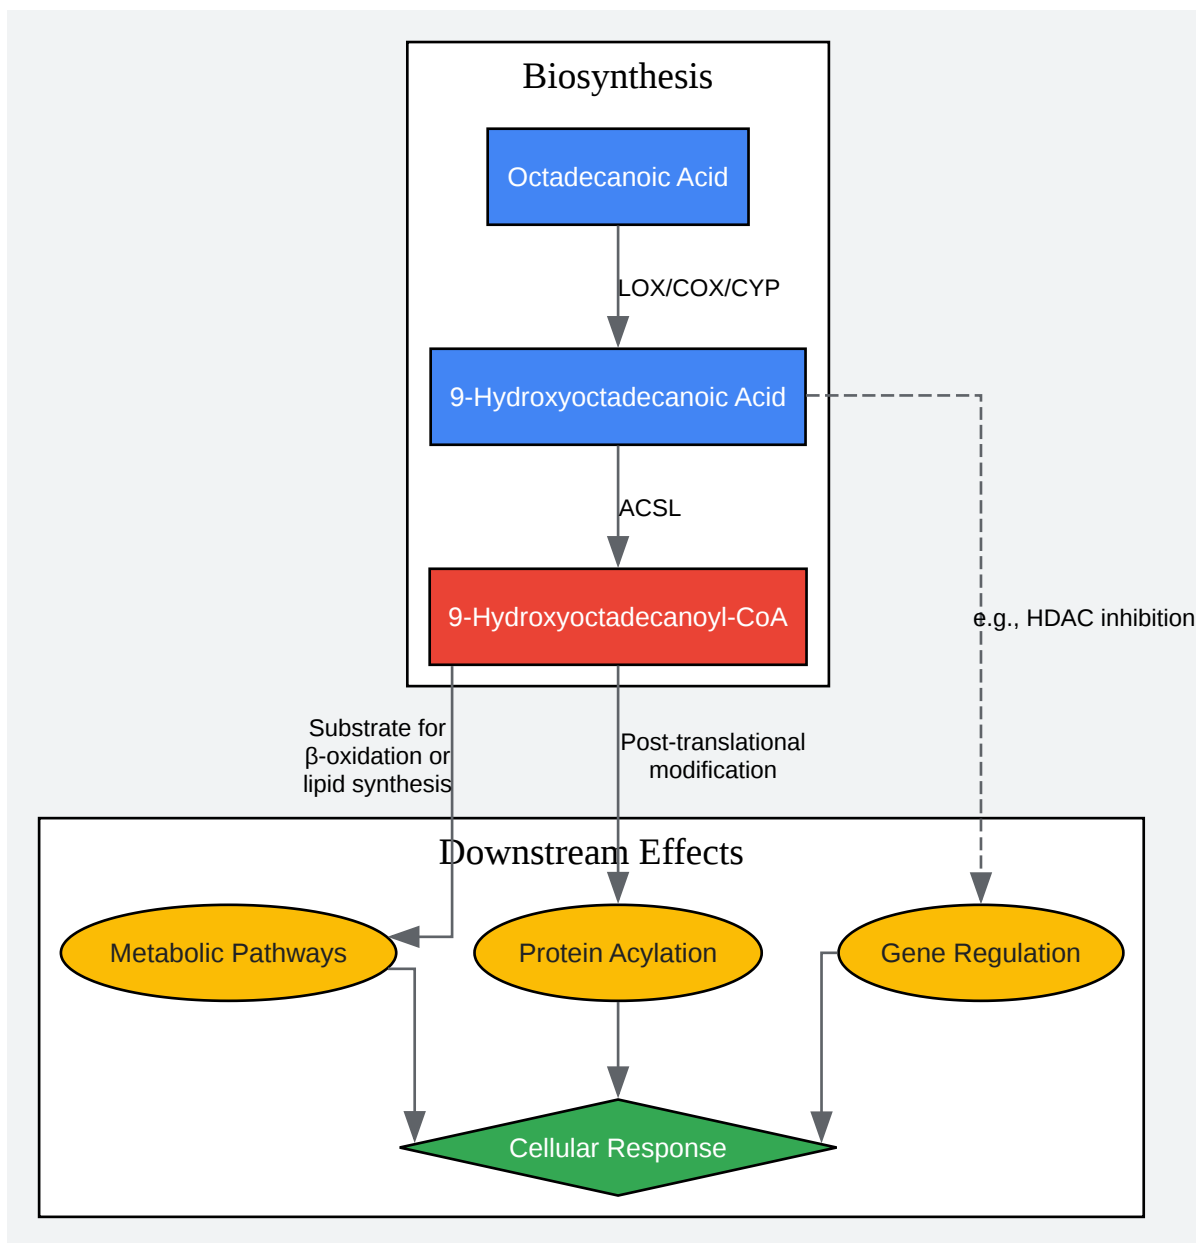 Biosynthesis
Octadecanoic Acid
LOX/COX/CYP
9-Hydroxyoctadecanoic Acid
ACSL
9-Hydroxyoctadecanoyl-CoA
e.g., HDAC inhibition
Substrate for
β-oxidation or
lipid synthesis
Post-translational
modification
Downstream Effects
Metabolic Pathways
Protein Acylation
Gene Regulation
Cellular Response